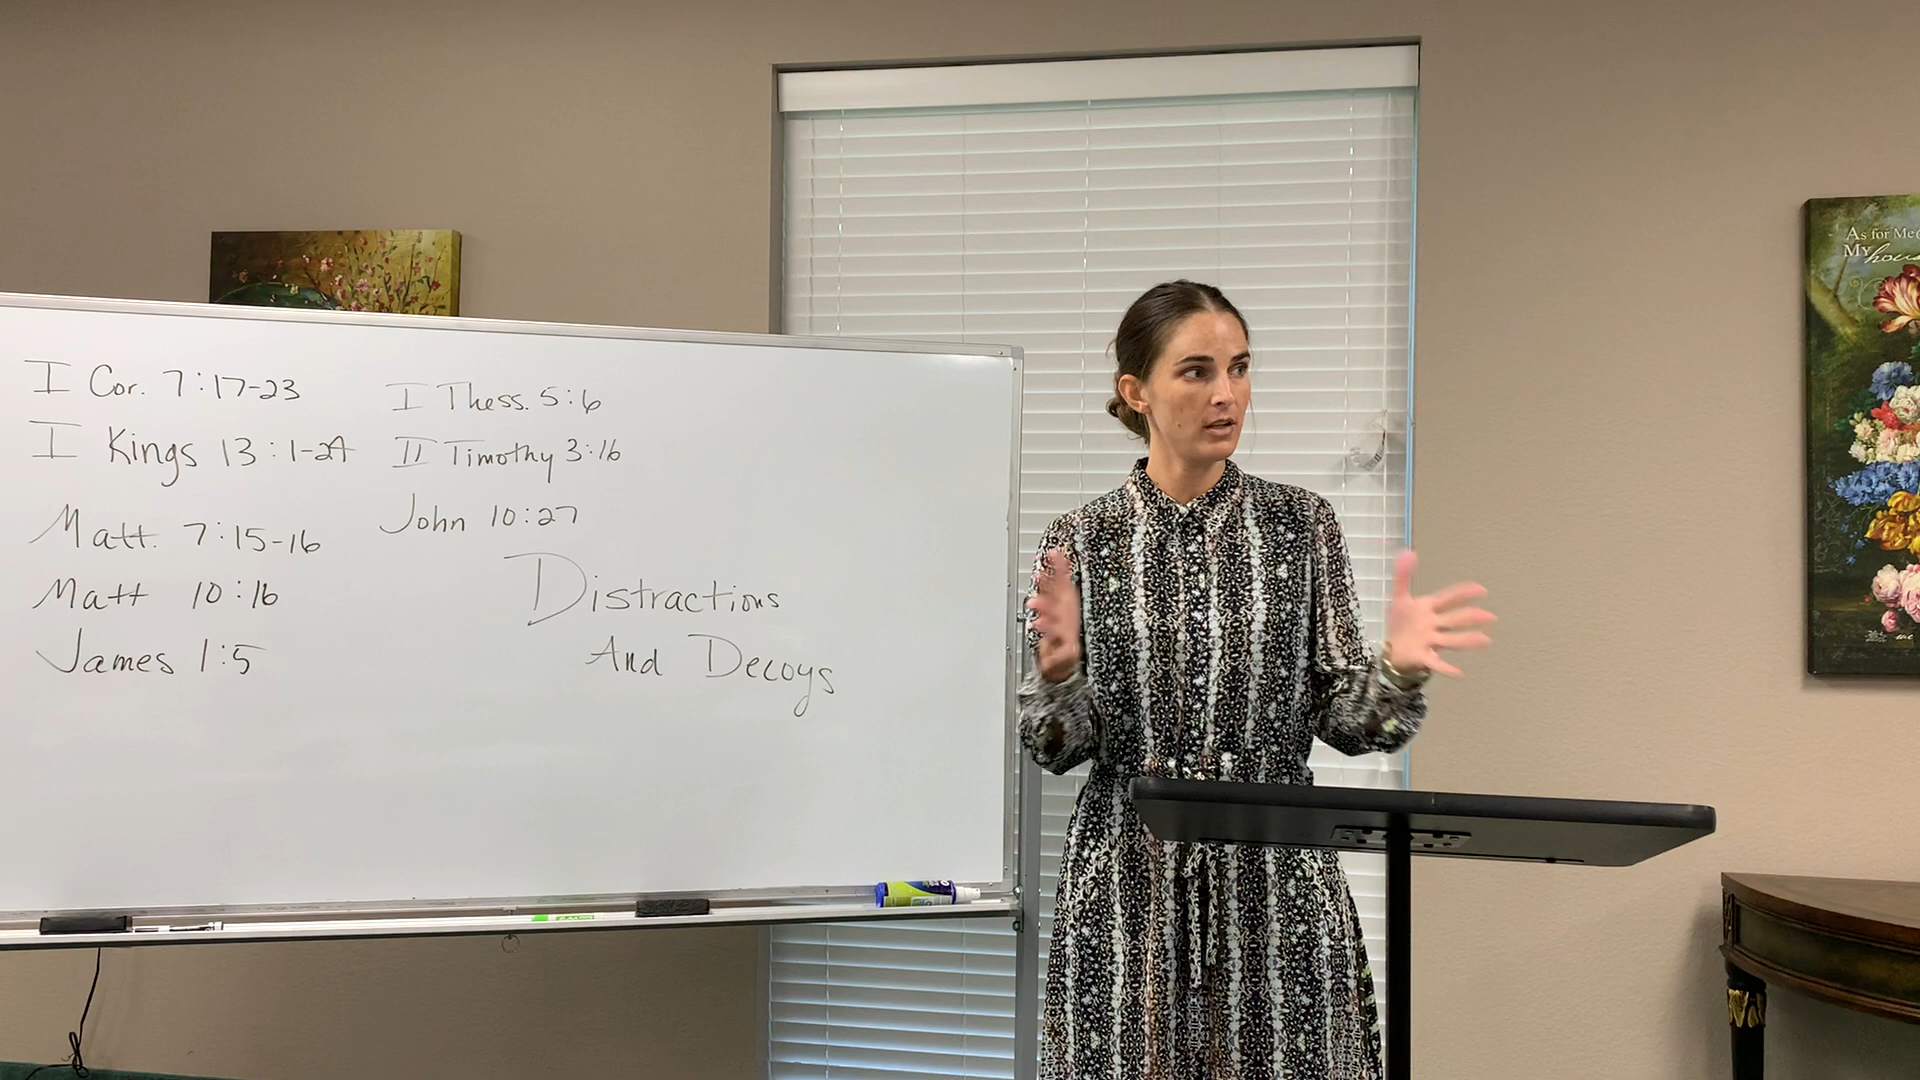 I Cor. 7:17-23
I Kings 13:1-24
Matt. 7:15-16
Matt 10:16
James 1:5
I Thess. 5:6
II Timothy 3:16
John 10:27
Distractions
And Decoys
As for Me
My hous